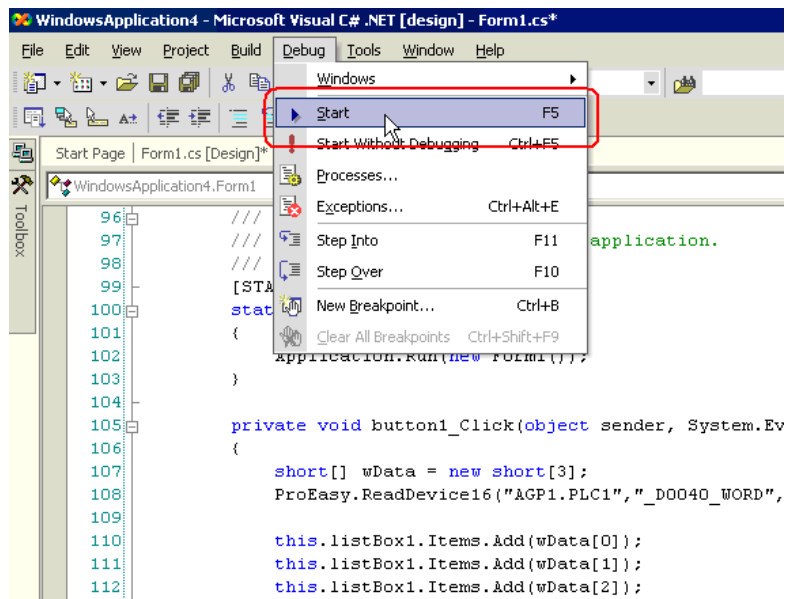 WindowsApplication4 - Microsoft Visual C# .NET [design] - Form1.cs*
File Edit View Project Build Debug Tools Window Help
Windows
Start F5
Start Without Debugging Ctrl+F5
Start Page Form1.cs [Design]*
Processes...
WindowsApplication4.Form1
Exceptions... Ctrl+Alt+E
Toolbox
96 ///
Step Into F11
97 /// application.
98 ///
Step Over F10
99 [STA
100 stat
New Breakpoint... Ctrl+B
101 {
Clear All Breakpoints Ctrl+Shift+F9
102 Application.Run(new Form1());
103 }
104
105 private void button1_Click(object sender, System.Ev
106 {
107 short[] wData = new short[3];
108 ProEasy.ReadDevice16("AGP1.PLC1","_D0040_WORD",
109
110 this.listBox1.Items.Add(wData[0]);
111 this.listBox1.Items.Add(wData[1]);
112 this.listBox1.Items.Add(wData[2]);